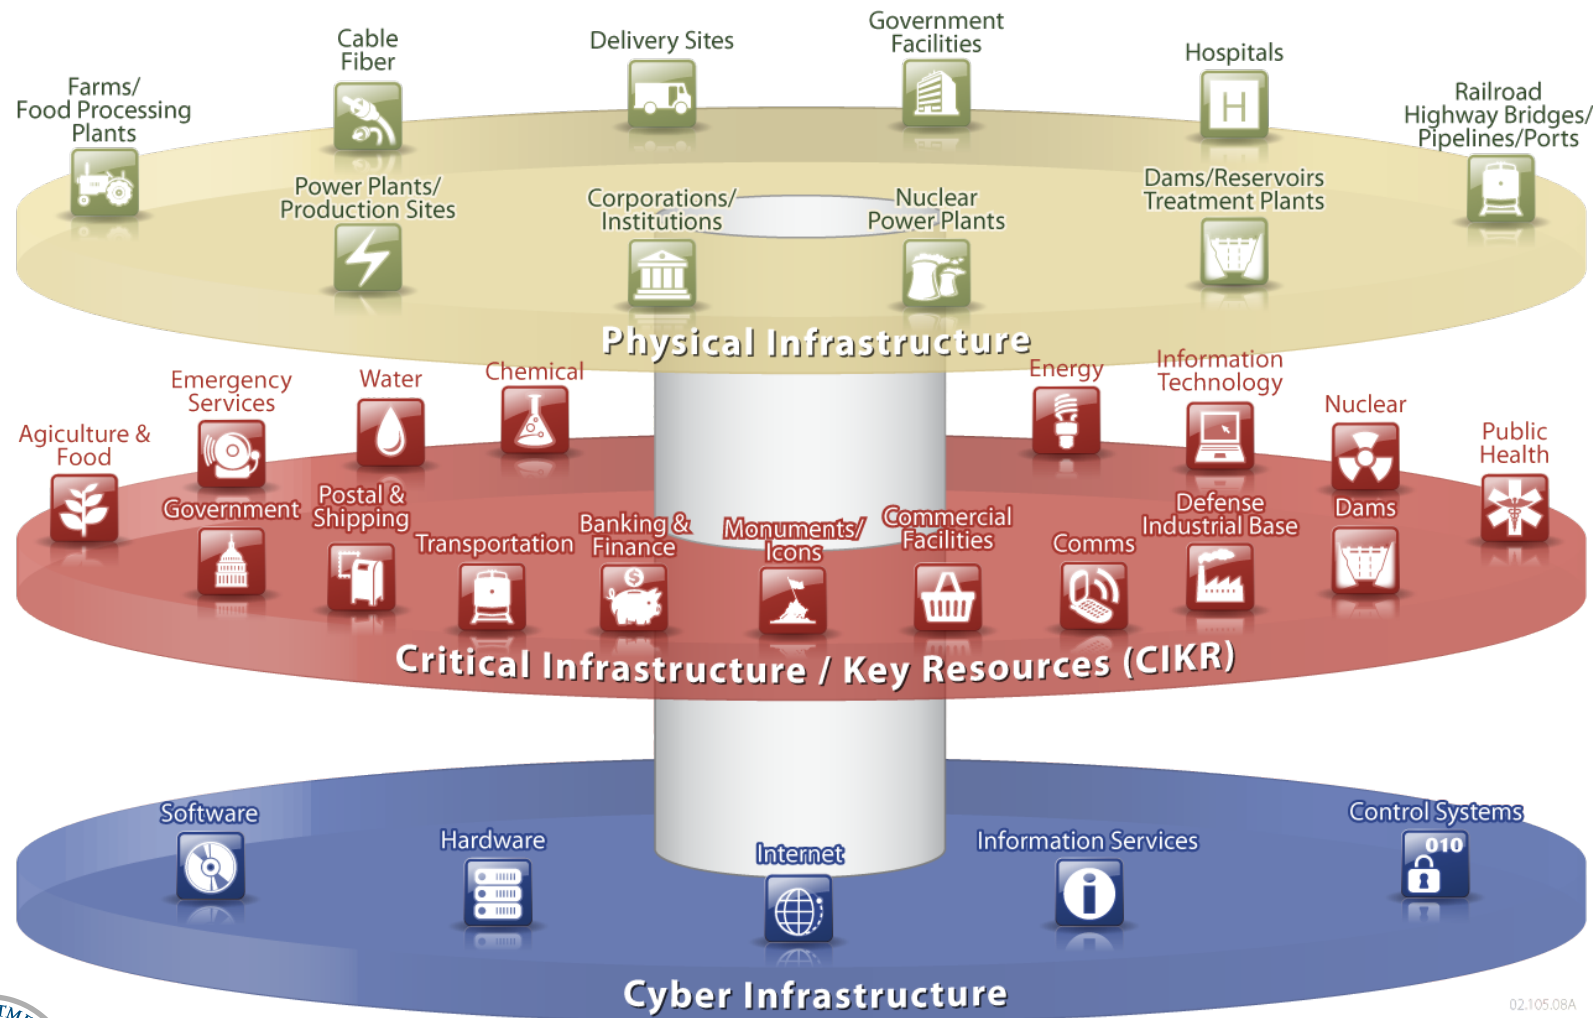 Cable
Fiber
Delivery Sites
Government
Facilities
Hospitals
Farms/
Food Processing
Plants
Railroad
Highway Bridges/
Pipelines/Ports
H
Power Plants/
Production Sites
Corporations/
Institutions
Nuclear
Power Plants
Dams/Reservoirs
Treatment Plants
Physical Infrastructure
Agiculture &
Food
Emergency
Services
Water
Chemical
Energy
Information
Technology
Nuclear
Public
Health
Government
Postal &
Shipping
Transportation
Banking &
Finance
$
Monuments/
Icons
Commercial
Facilities
Comms
Defense
Industrial Base
Dams
Critical Infrastructure / Key Resources (CIKR)
Software
Hardware
Internet
Information Services
i
Control Systems
010
Cyber Infrastructure
02.105.08A